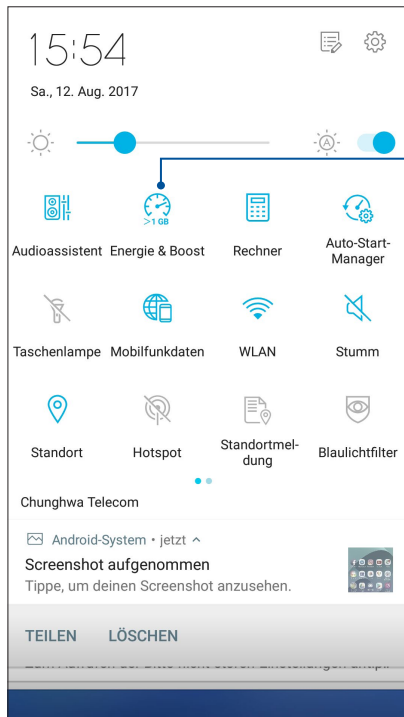 15:54
Sa., 12. Aug. 2017
A
>1 GB
Audioassistent Energie & Boost Rechner Auto-Start-
Manager
Taschenlampe Mobilfunkdaten WLAN Stumm
Standort Hotspot Standortmel-
dung Blaulichtfilter
Chunghwa Telecom
Android-System • jetzt
Screenshot aufgenommen
Tippe, um deinen Screenshot anzusehen.
TEILEN LÖSCHEN